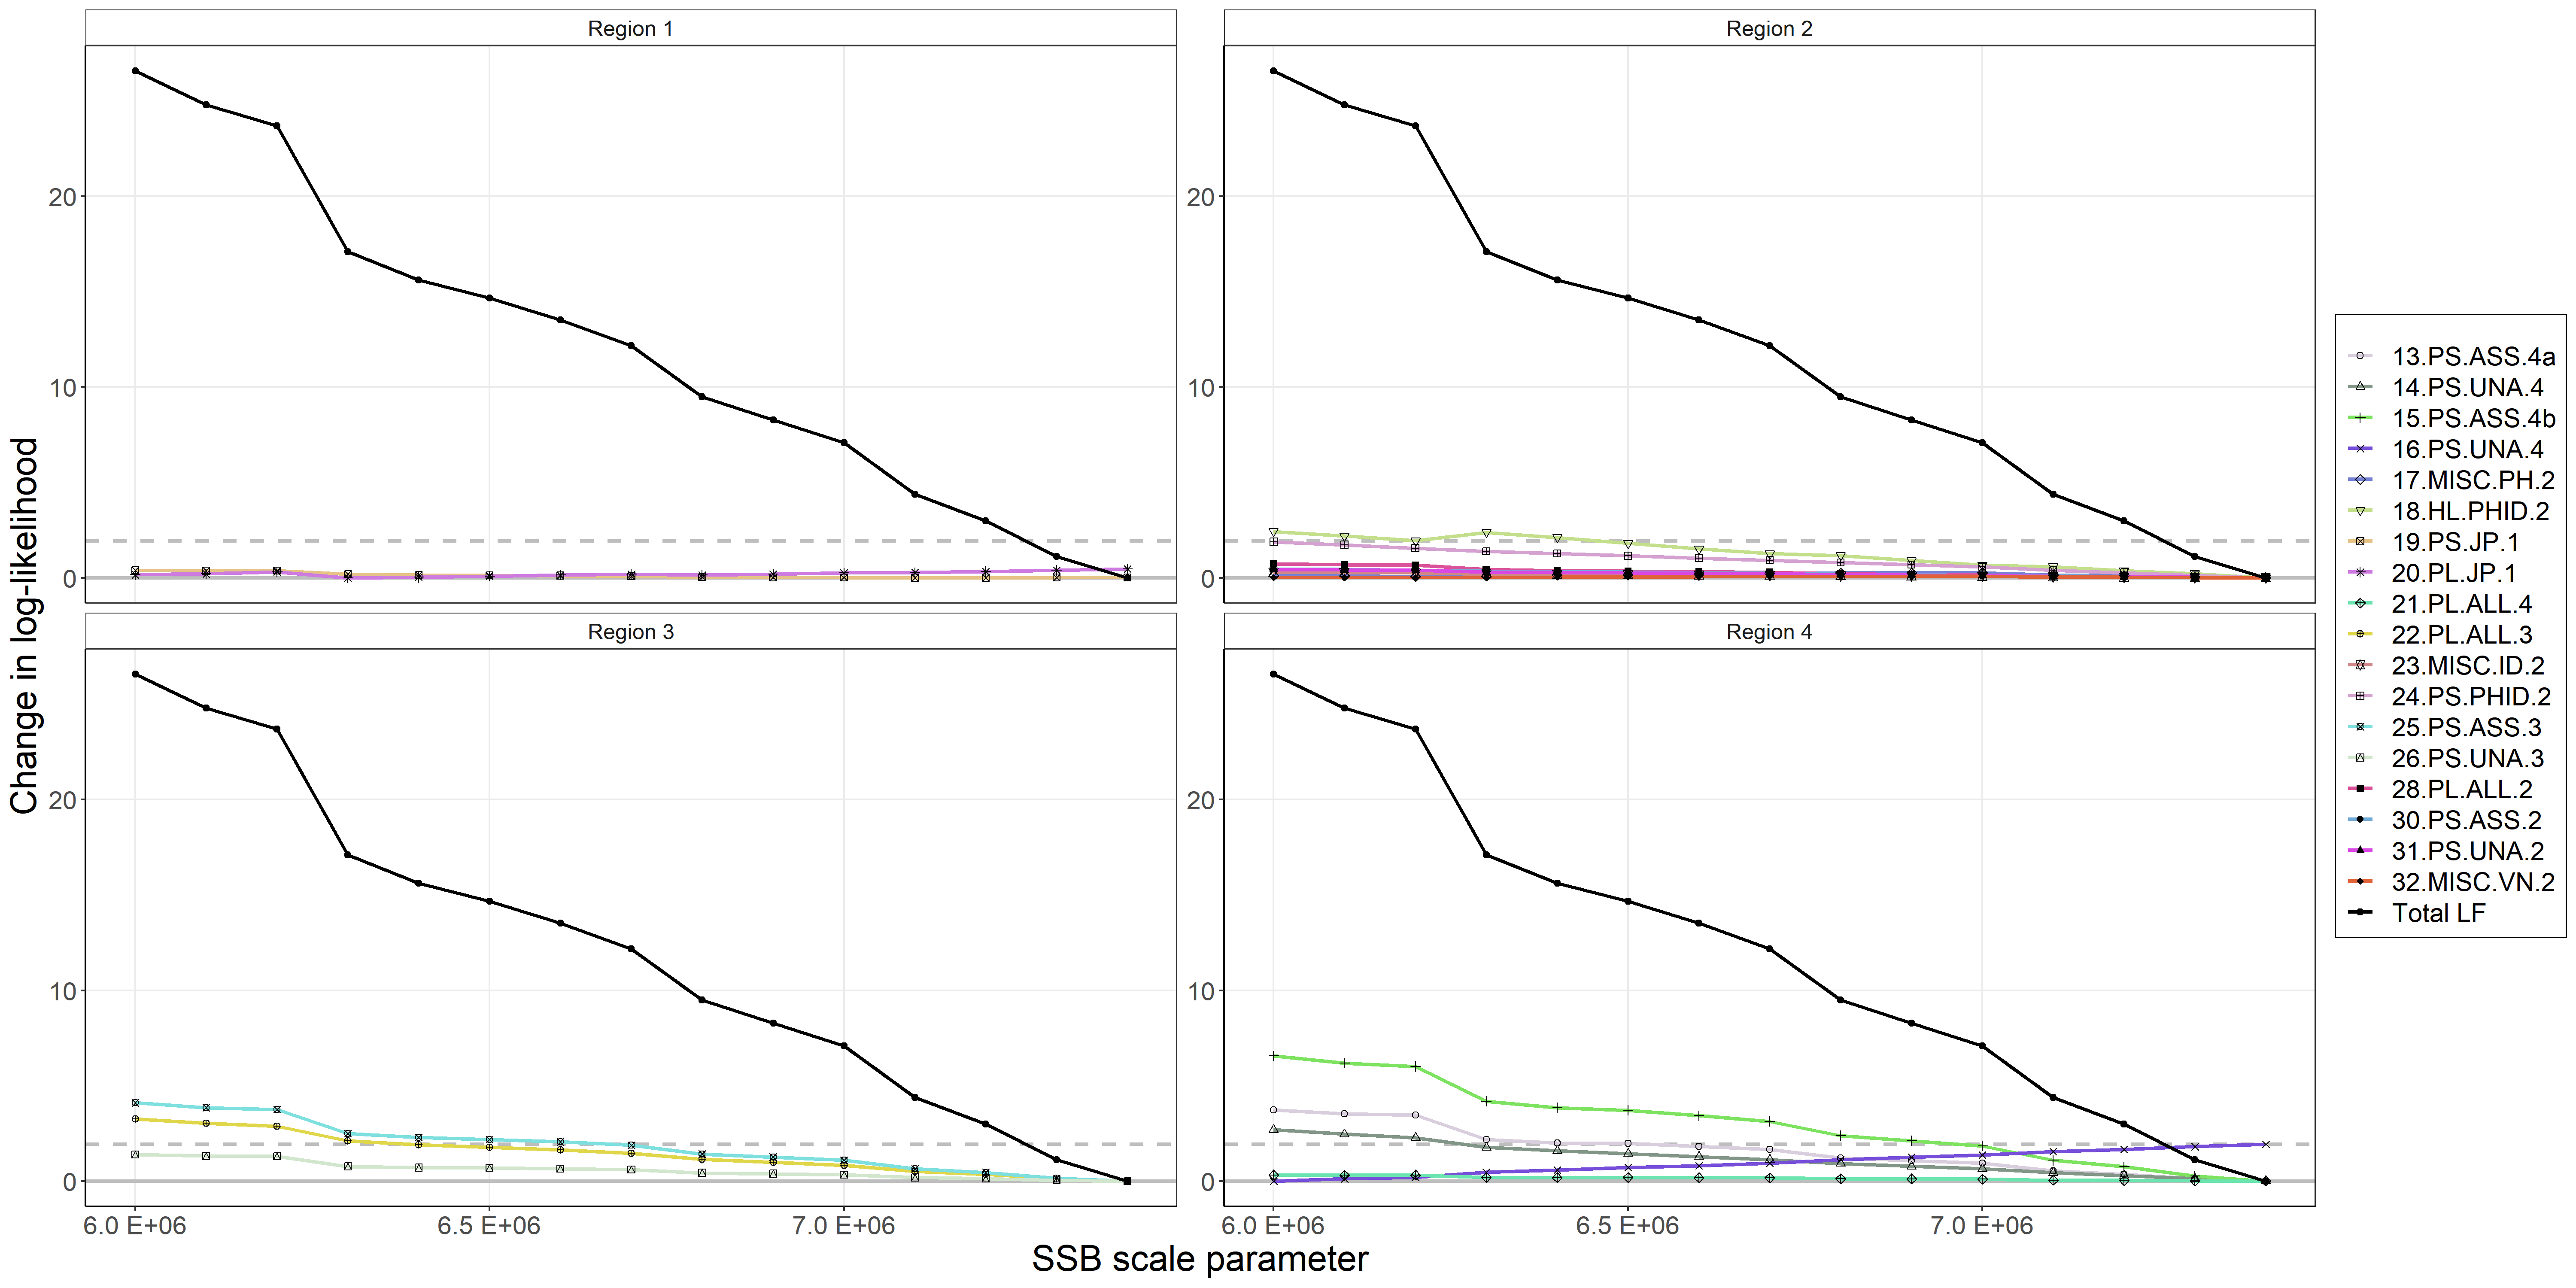 Region 1
Region 2
20
10
0
20
10
0
Region 3
Region 4
20
10
0
20
10
0
6.0 E+06
6.5 E+06
7.0 E+06
6.0 E+06
6.5 E+06
7.0 E+06
SSB scale parameter
Change in log-likelihood
13.PS.ASS.4a
14.PS.UNA.4
15.PS.ASS.4b
16.PS.UNA.4
17.MISC.PH.2
18.HL.PHID.2
19.PS.JP.1
20.PL.JP.1
21.PL.ALL.4
22.PL.ALL.3
23.MISC.ID.2
24.PS.PHID.2
25.PS.ASS.3
26.PS.UNA.3
28.PL.ALL.2
30.PS.ASS.2
31.PS.UNA.2
32.MISC.VN.2
Total LF